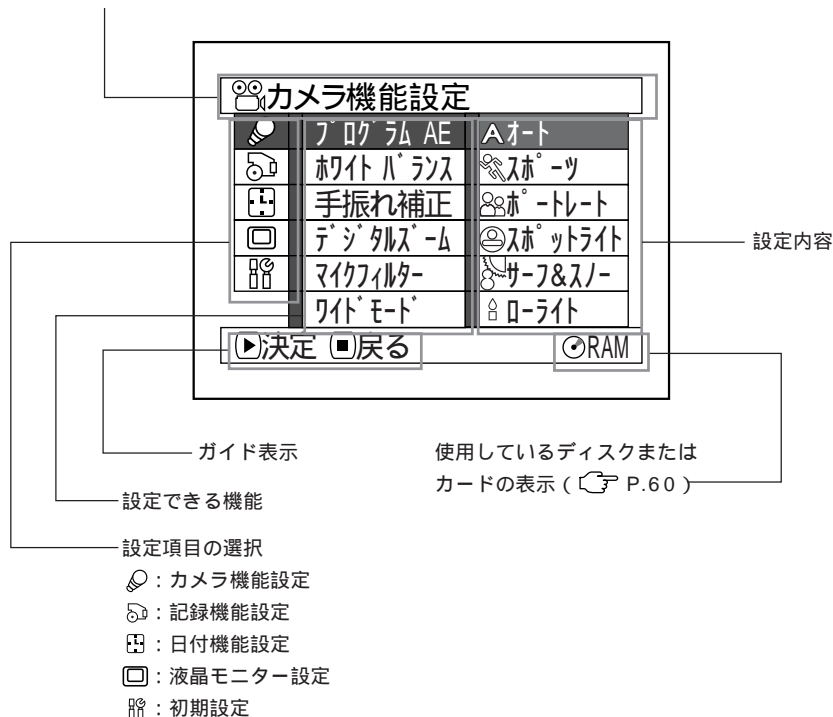 カメラ機能設定
プログラム AE Aオート
ホワイト バランス スポーツ
手振れ補正 ポートレート
デジタルズーム スポットライト
マイクフィルター サーフ&スノー
ワイドモード ローライト
決定 戻る RAM
設定内容
ガイド表示
使用しているディスクまたは
カードの表示( P.60)
設定できる機能
設定項目の選択
:カメラ機能設定
:記録機能設定
:日付機能設定
:液晶モニター設定
:初期設定